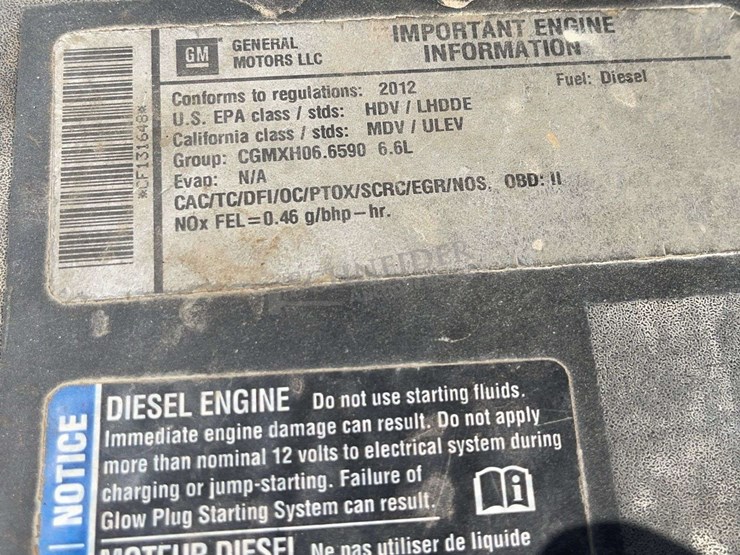 GM GENERAL MOTORS LLC
IMPORTANT ENGINE
INFORMATION
Conforms to regulations: 2012 Fuel: Diesel
U.S. EPA class / stds: HDV / LHDDE
California class / stds: MDV / ULEV
Group: CGMXH06.6590 6.6L
Evap: N/A
CAC/TC/DFI/OC/PTOX/SCRC/EGR/NOS, OBD: II
NOx FEL=0.46 g/bhp-hr.
*CF131648*
NOTICE
DIESEL ENGINE Do not use starting fluids.
Immediate engine damage can result. Do not apply
more than nominal 12 volts to electrical system during
charging or jump-starting. Failure of
Glow Plug Starting System can result.
MOTEUR DIESEL Ne pas utiliser de liquide